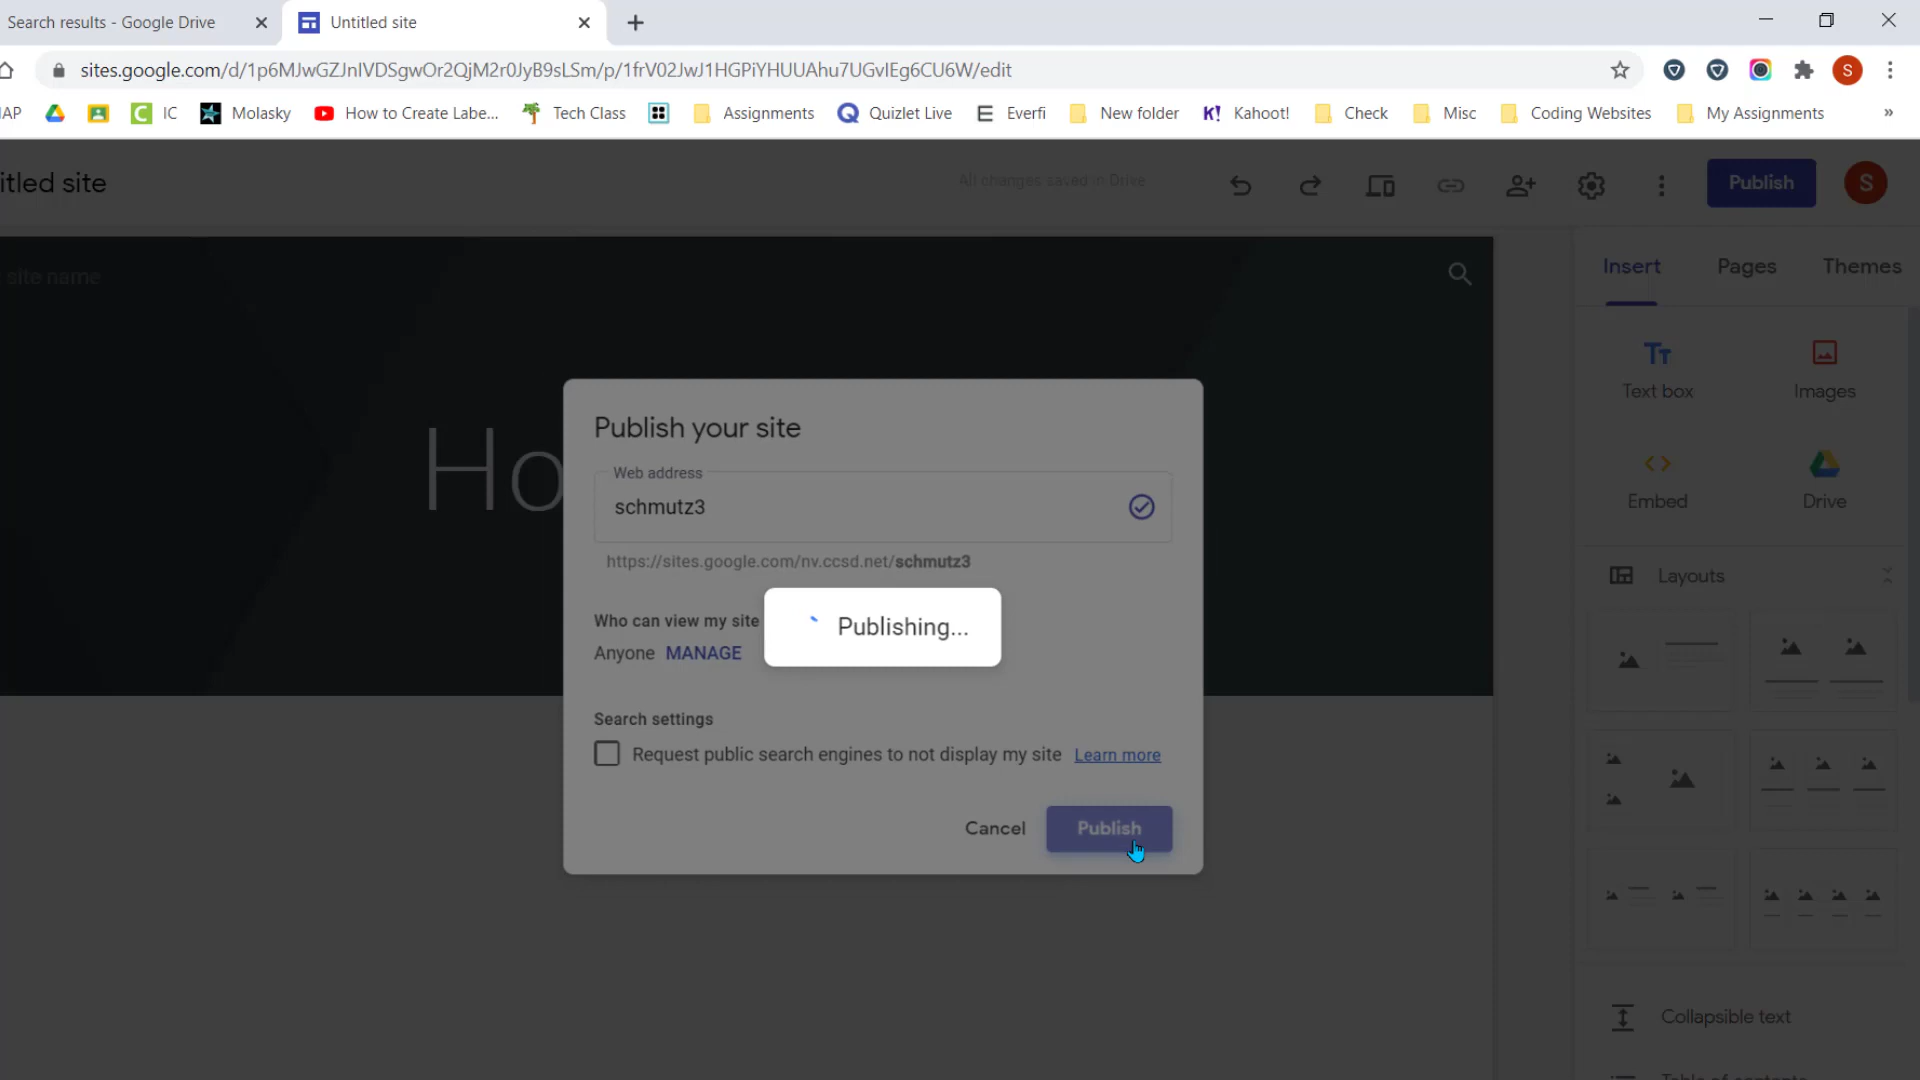 Search results - Google Drive
Untitled site
sites.google.com/d/1p6MJwGZJnIVDSgwOr2QjM2r0JyB9sLSm/p/1frV02JwJ1HGPiYHUUAhu7UGvIEg6CU6W/edit
S
AP
IC
Molasky
How to Create Labe...
Tech Class
Assignments
Quizlet Live
Everfi
New folder
K! Kahoot!
Check
Misc
Coding Websites
My Assignments
»
itled site
All changes saved in Drive
Publish
S
site name
Insert
Pages
Themes
Tт
Text box
Images
Embed
Drive
Layouts
Ho
Publish your site
Web address
schmutz3
https://sites.google.com/nv.ccsd.net/schmutz3
Publishing...
Who can view my site
Anyone MANAGE
Search settings
Request public search engines to not display my site Learn more
Cancel
Publish
Collapsible text